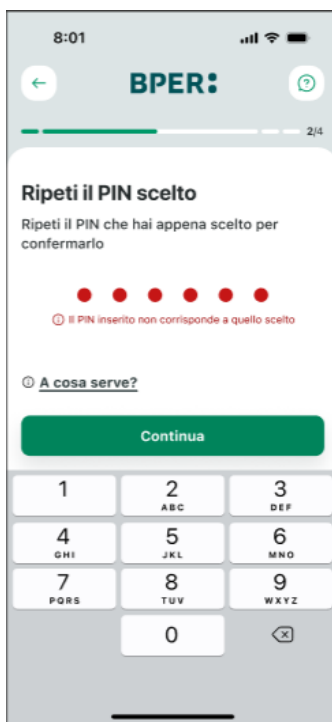 8:01
BPER:
2/4
Ripeti il PIN scelto
Ripeti il PIN che hai appena scelto per
confermarlo
Il PIN inserito non corrisponde a quello scelto
A cosa serve?
Continua
1
2
ABC
3
DEF
4
GHI
5
JKL
6
MNO
7
PQRS
8
TUV
9
WXYZ
0